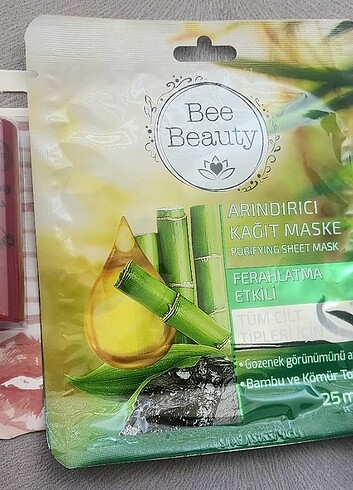 Bee
Beauty
ARINDIRICI
KAĞIT MASKE
PURIFYING SHEET MASK
FERAHLATMA
ETKİLİ
TÜM CİLT
TİPLERİ İÇİN
• Gözenek görünümünü a
• Bambu ve Kömür To
25 m